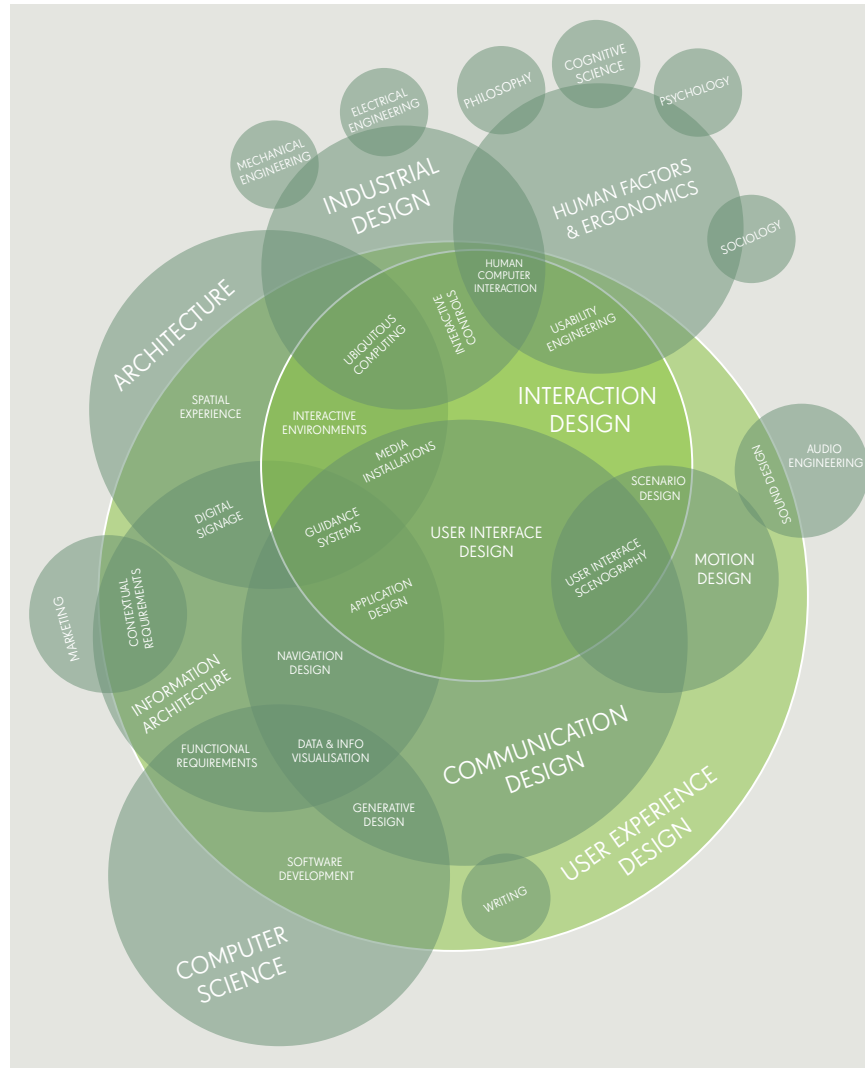 COGNITIVE
SCIENCE
PHILOSOPHY
PSYCHOLOGY
ELECTRICAL
ENGINEERING
MECHANICAL
ENGINEERING
INDUSTRIAL
DESIGN
HUMAN FACTORS
& ERGONOMICS
SOCIOLOGY
HUMAN
COMPUTER
INTERACTION
ARCHITECTURE
INTERACTIVE
CONTROLS
UBIQUITOUS
COMPUTING
USABILITY
ENGINEERING
INTERACTION
DESIGN
SPATIAL
EXPERIENCE
INTERACTIVE
ENVIRONMENTS
MEDIA
INSTALLATIONS
AUDIO
ENGINEERING
SOUND DESIGN
SCENARIO
DESIGN
DIGITAL
SIGNAGE
GUIDANCE
SYSTEMS
USER INTERFACE
DESIGN
USER INTERFACE
SCENOGRAPHY
MOTION
DESIGN
APPLICATION
DESIGN
MARKETING
CONTEXTUAL
REQUIREMENTS
NAVIGATION
DESIGN
INFORMATION
ARCHITECTURE
FUNCTIONAL
REQUIREMENTS
DATA & INFO
VISUALISATION
COMMUNICATION
DESIGN
GENERATIVE
DESIGN
USER EXPERIENCE
DESIGN
SOFTWARE
DEVELOPMENT
WRITING
COMPUTER
SCIENCE